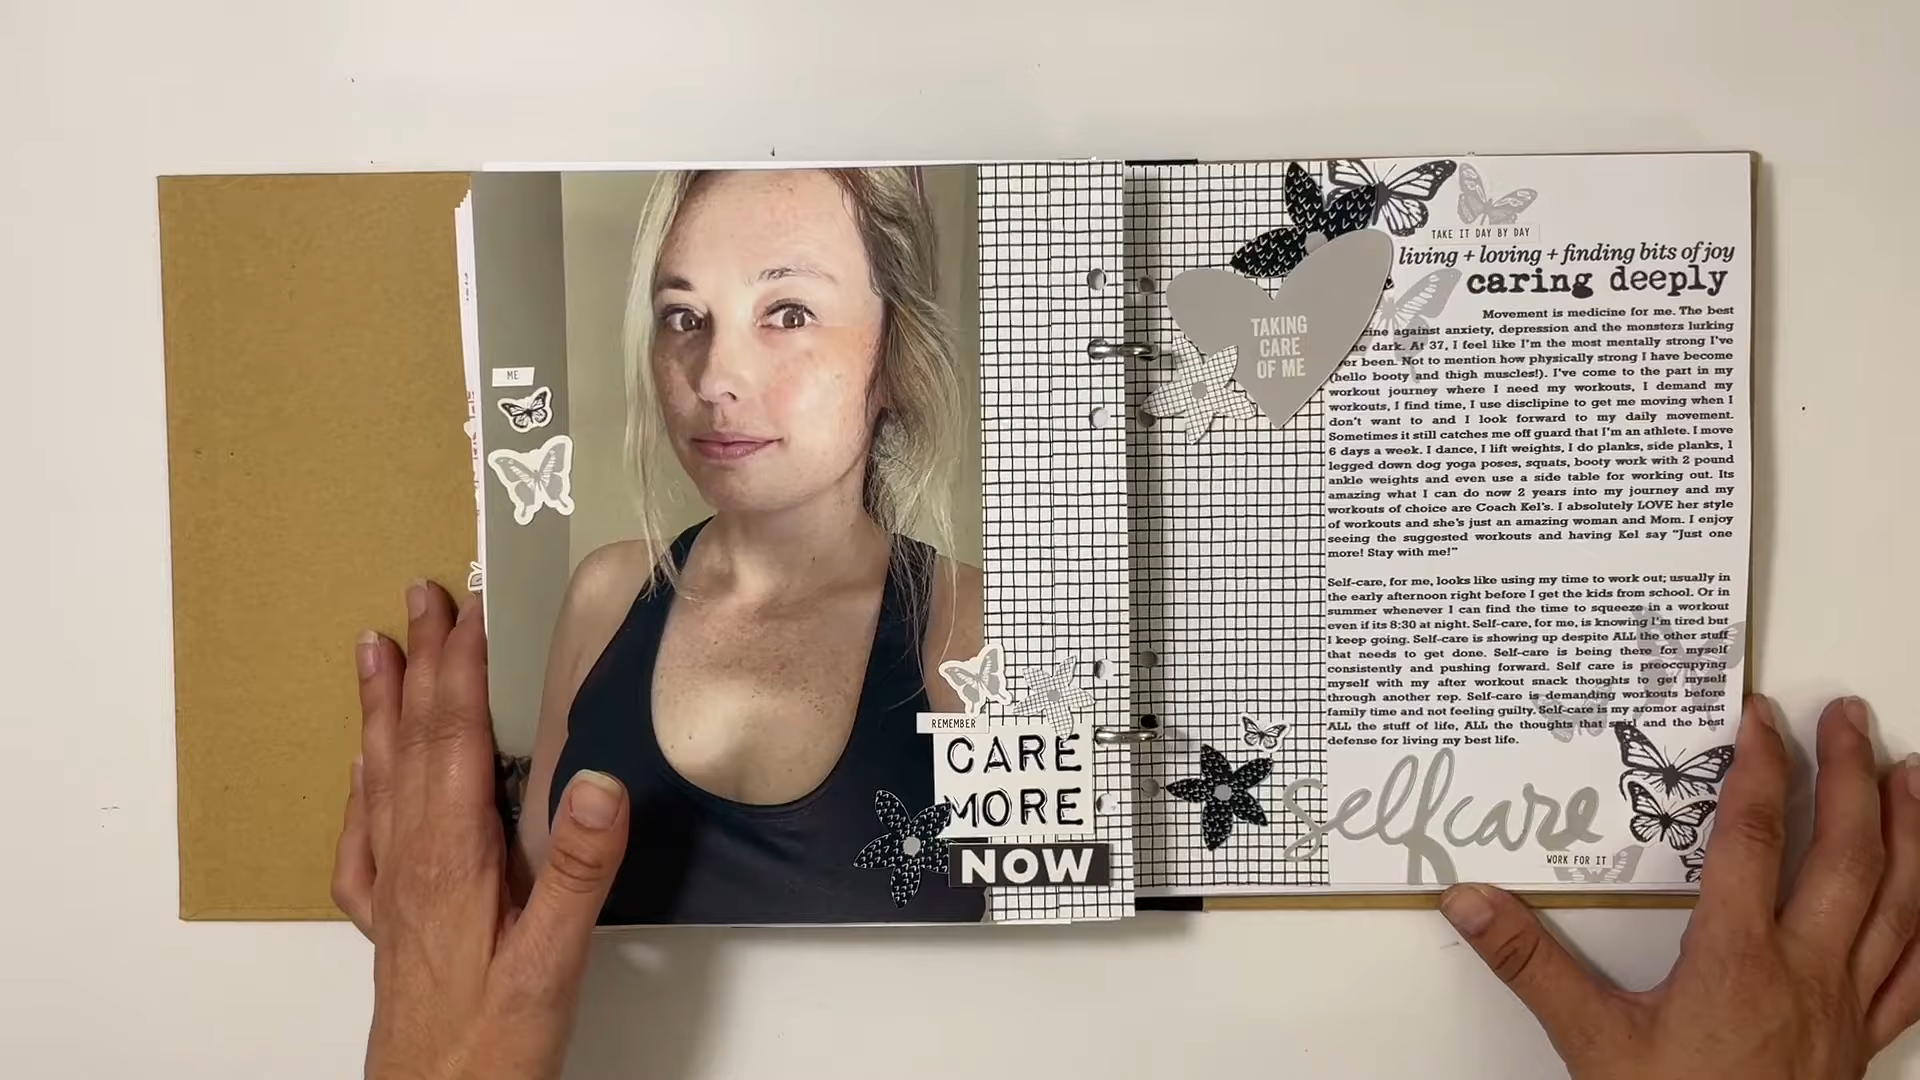 ME
REMEMBER
CARE
MORE
NOW
TAKING
CARE
OF ME
TAKE IT DAY BY DAY
living + loving + finding bits of joy
caring deeply
Movement is medicine for me. The best
against anxiety, depression and the monsters lurking
dark. At 37, I feel like I'm the most mentally strong I've
been. Not to mention how physically strong I have become
(hello booty and thigh muscles!). I've come to the part in my
workout journey where I need my workouts, I demand my
workouts, I find time, I use disclipine to get me moving when I
don't want to and I look forward to my daily movement.
Sometimes it still catches me off guard that I'm an athlete. I move
6 days a week. I dance, I lift weights, I do planks, side planks, 1
legged down dog yoga poses, squats, booty work with 2 pound
ankle weights and even use a side table for working out. Its
amazing what I can do now 2 years into my journey and my
workouts of choice are Coach Kel's. I absolutely LOVE her style
of workouts and she's just an amazing woman and Mom. I enjoy
seeing the suggested workouts and having Kel say "Just one
more! Stay with me!"
Self-care, for me, looks like using my time to work out; usually in
the early afternoon right before I get the kids from school. Or in
summer whenever I can find the time to squeeze in a workout
even if its 8:30 at night. Self-care, for me, is knowing I'm tired but
I keep going. Self-care is showing up despite ALL the other stuff
that needs to get done. Self-care is being there for myself
consistently and pushing forward. Self care is preoccupying
myself with my after workout snack thoughts to get myself
through another rep. Self-care is demanding workouts before
family time and not feeling guilty. Self-care is my aromor against
ALL the stuff of life, ALL the thoughts that swirl and the best
defense for living my best life.
selfcare
WORK FOR IT